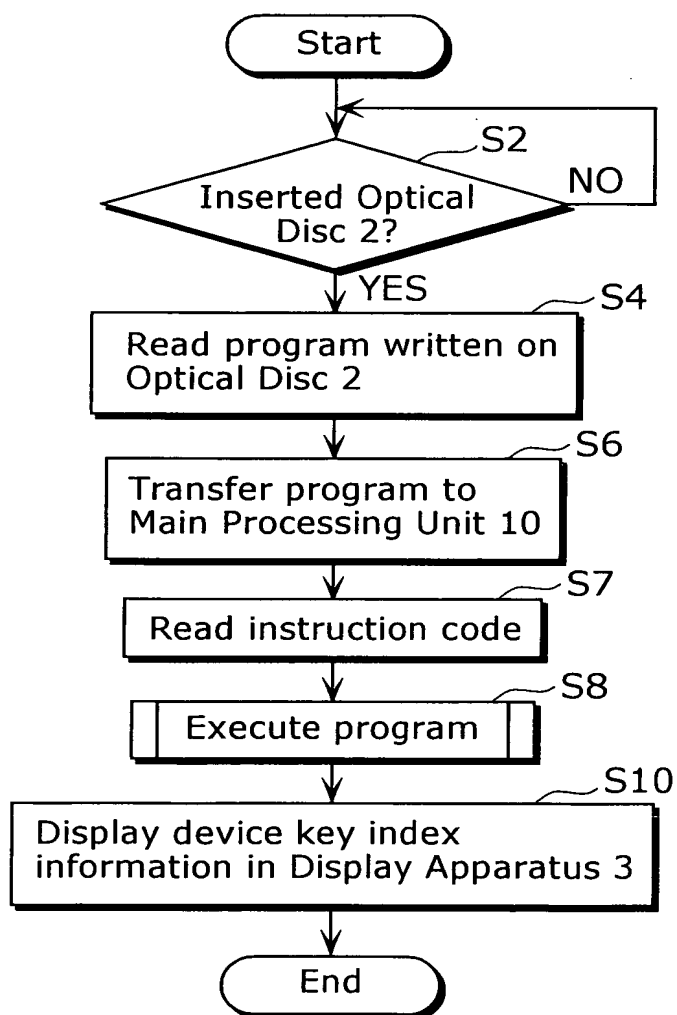 Start
S2
Inserted Optical
Disc 2?
NO
YES
S4
Read program written on
Optical Disc 2
S6
Transfer program to
Main Processing Unit 10
S7
Read instruction code
S8
Execute program
S10
Display device key index
information in Display Apparatus 3
End